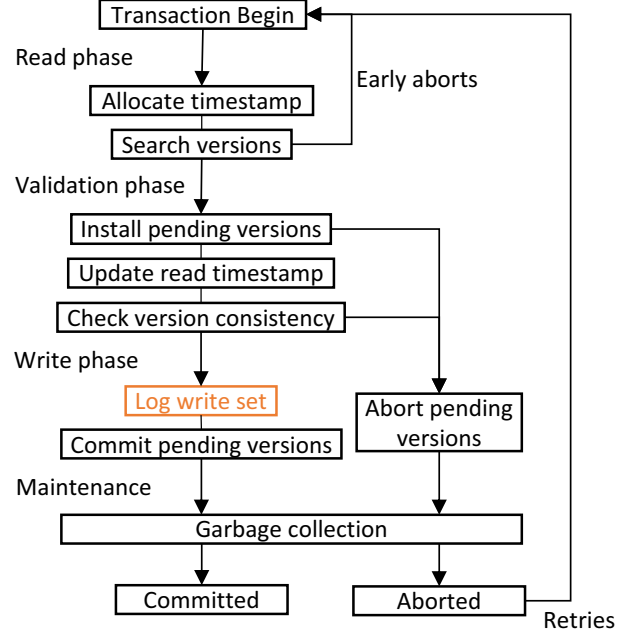 Transaction Begin
Read phase
Early aborts
Allocate timestamp
Search versions
Validation phase
Install pending versions
Update read timestamp
Check version consistency
Write phase
Log write set
Abort pending
versions
Commit pending versions
Maintenance
Garbage collection
Committed
Aborted
Retries